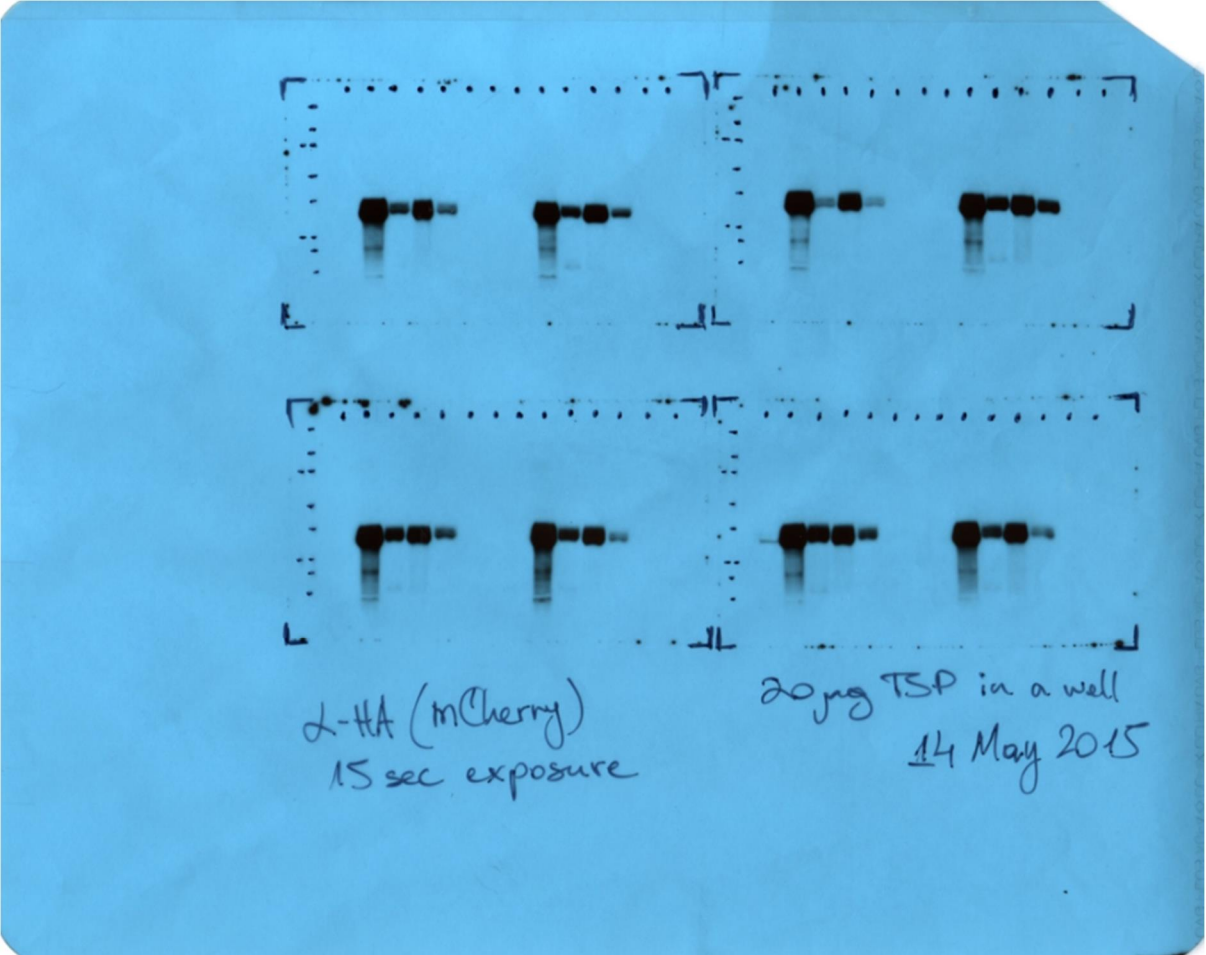 α-HA (mCherry)
15 sec exposure
20 µg TSP in a well
14 May 2015